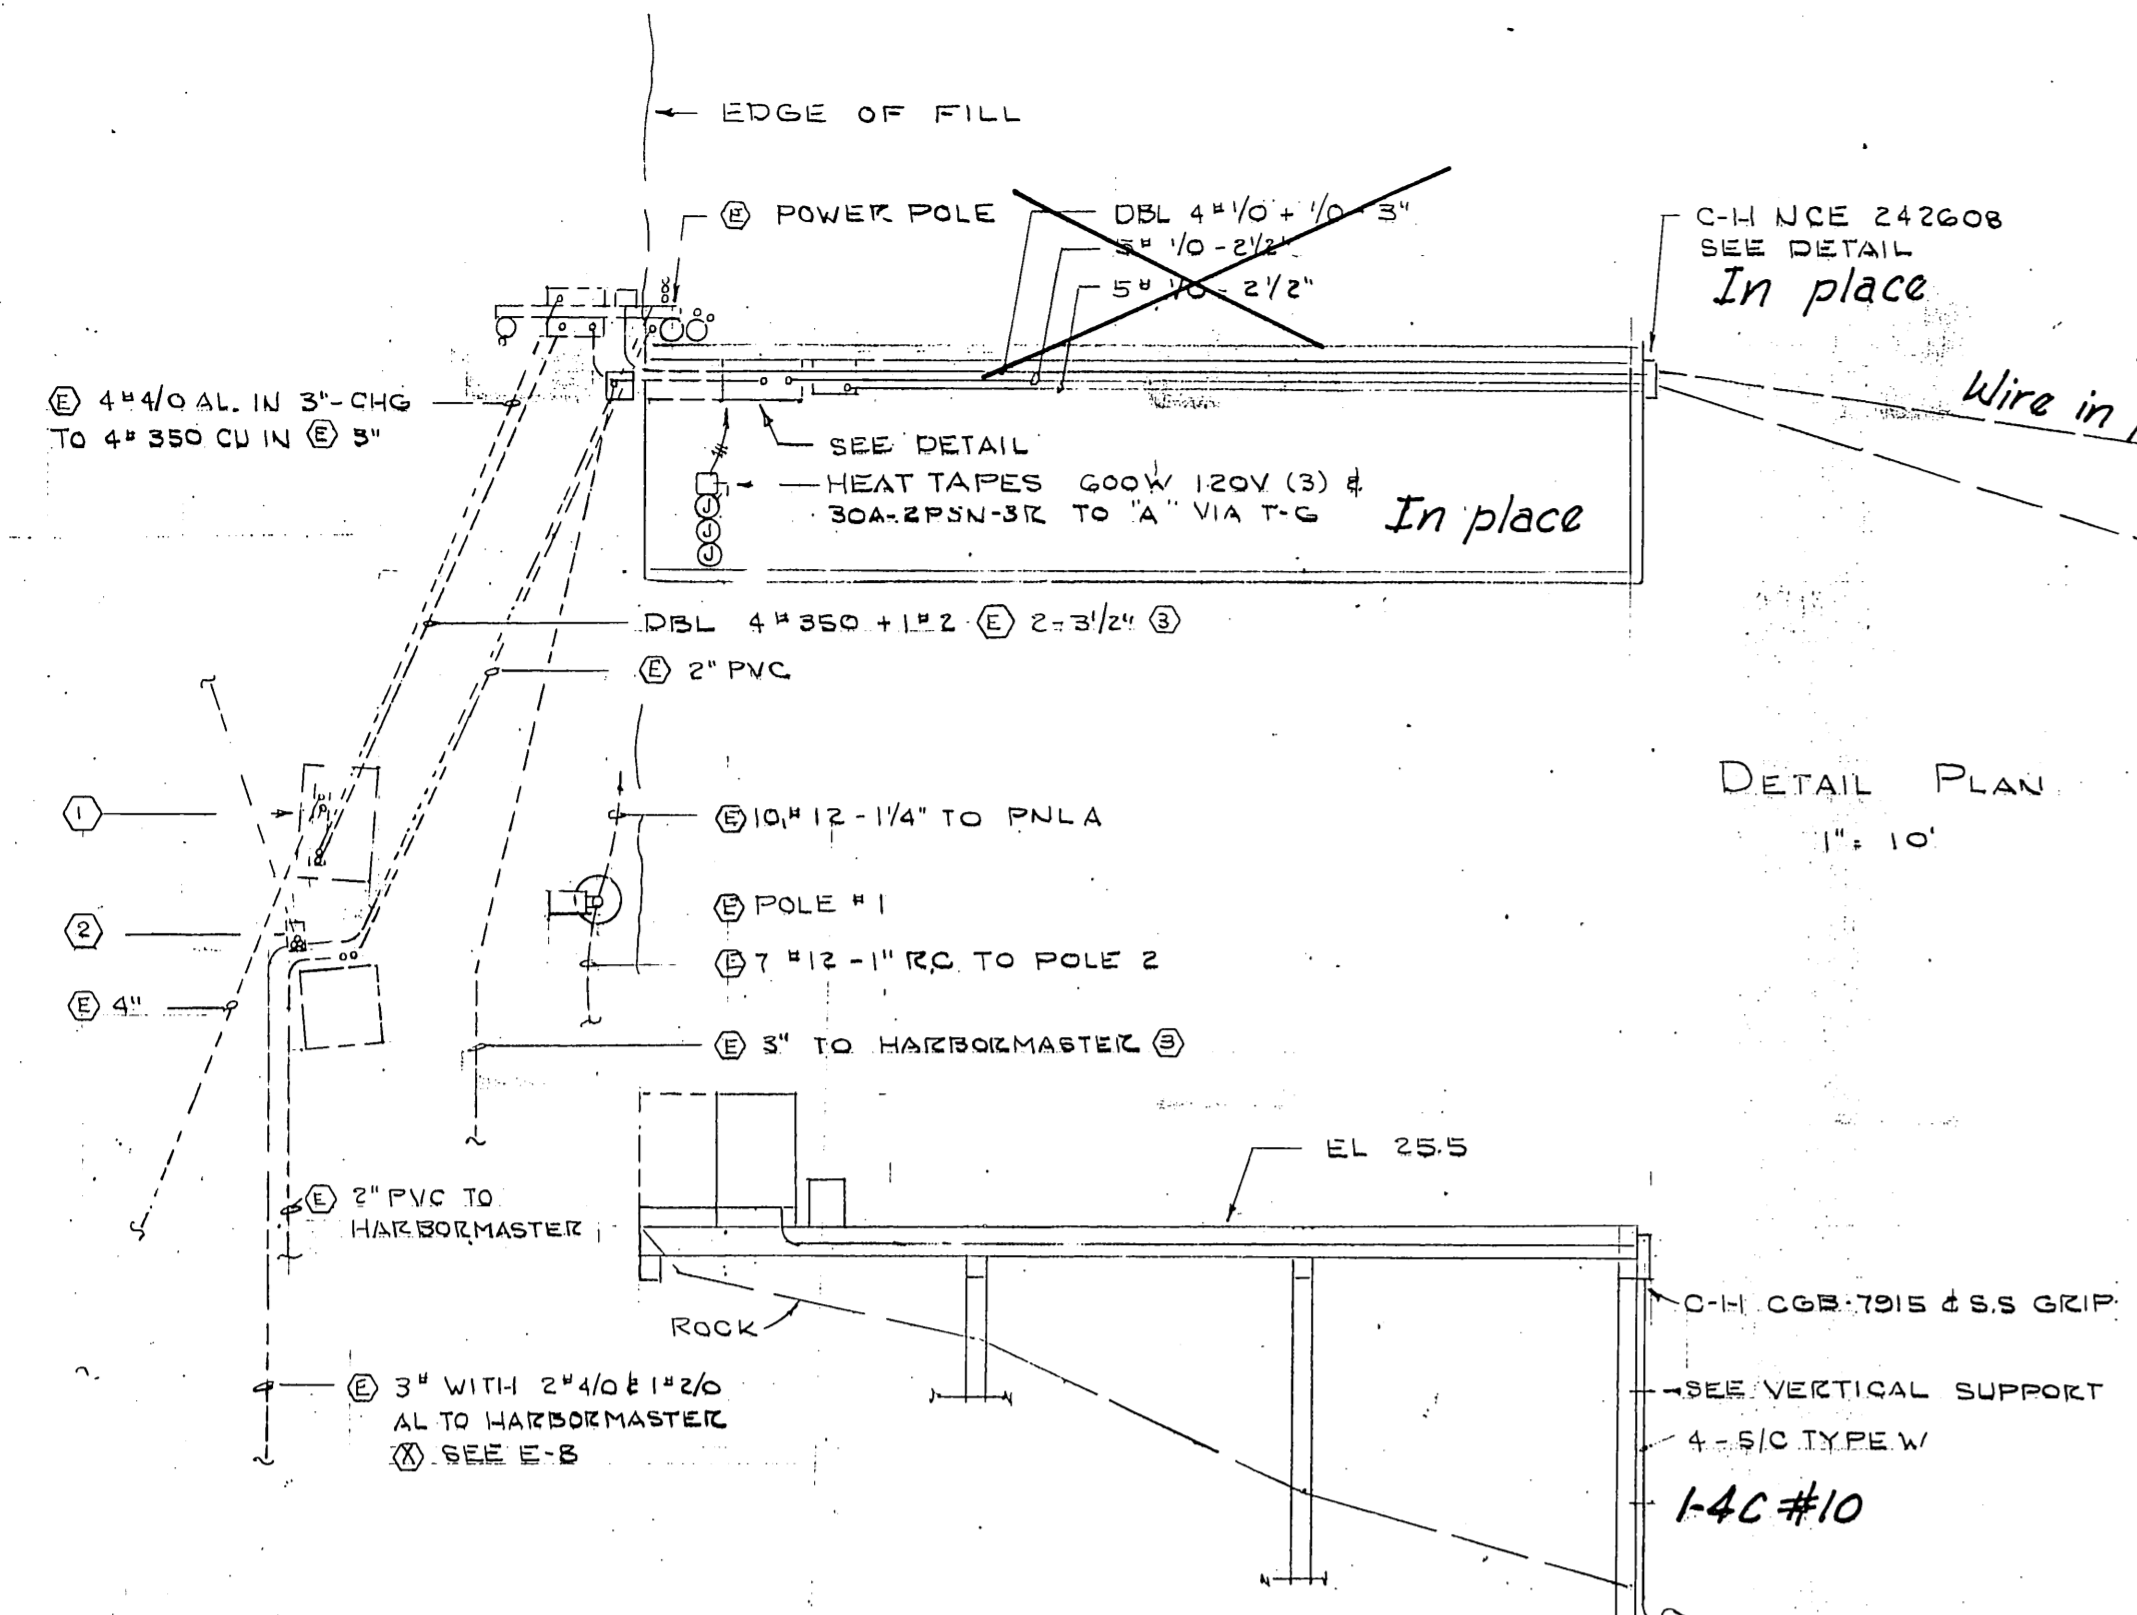 EDGE OF FILL
Ⓔ POWER POLE
DBL 4#1/0 + 1/0 - 3"
5# 1/0 - 2 1/2"
5# 1/0 - 2 1/2"
C-H NCE 242608
SEE DETAIL
In place
Wire in
Ⓔ 4#4/0 AL. IN 3"-CHG
TO 4# 350 CU IN Ⓔ 3"
SEE DETAIL
HEAT TAPES 600W 120V (3) &
30A-2PSN-3R TO "A" VIA T-G
In place
DBL 4#350 + 1#2 Ⓔ 2-3 1/2" ③
Ⓔ 2" PVC
DETAIL PLAN
1" = 10'
①
Ⓔ 10 #12 - 1 1/4" TO PNL A
Ⓔ POLE #1
②
Ⓔ 7 #12 - 1" R.C. TO POLE 2
Ⓔ 4"
Ⓔ 3" TO HARBORMASTER ③
EL 25.5
Ⓔ 2" PVC TO
HARBORMASTER
ROCK
C-H CGB-7915 & S.S GRIP
Ⓔ 3" WITH 2#4/0 & 1#2/0
AL TO HARBORMASTER
Ⓧ SEE E-8
SEE VERTICAL SUPPORT
4-5/C TYPE W
1-4C #10